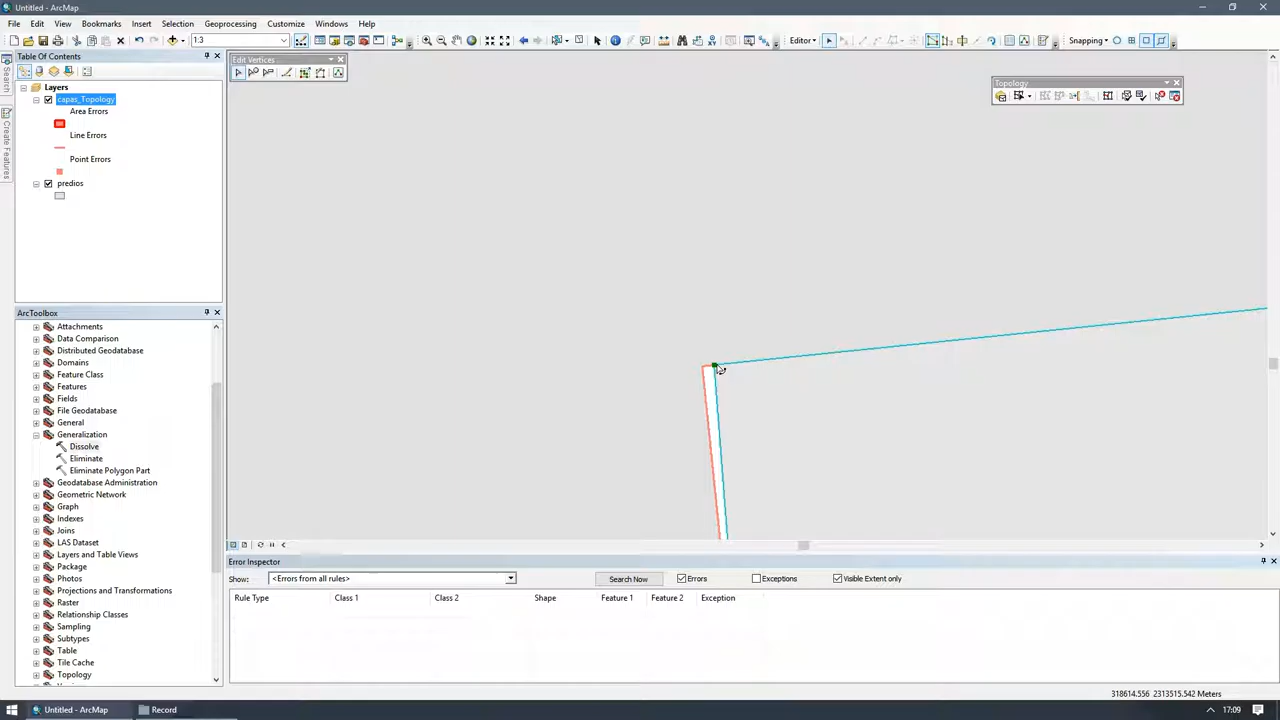 Untitled - ArcMap
File Edit View Bookmarks Insert Selection Geoprocessing Customize Windows Help
1:3
Editor
Snapping
Table Of Contents
Layers
capas_Topology
Area Errors
Line Errors
Point Errors
predios
Search
Create Features
Edit Vertices
Topology
ArcToolbox
Attachments
Data Comparison
Distributed Geodatabase
Domains
Feature Class
Features
Fields
File Geodatabase
General
Generalization
Dissolve
Eliminate
Eliminate Polygon Part
Geodatabase Administration
Geometric Network
Graph
Indexes
Joins
LAS Dataset
Layers and Table Views
Package
Photos
Projections and Transformations
Raster
Relationship Classes
Sampling
Subtypes
Table
Tile Cache
Topology
Error Inspector
Show: <Errors from all rules> Search Now Errors Exceptions Visible Extent only
Rule Type Class 1 Class 2 Shape Feature 1 Feature 2 Exception
318614.556 2313515.542 Meters
Untitled - ArcMap Record 17:09